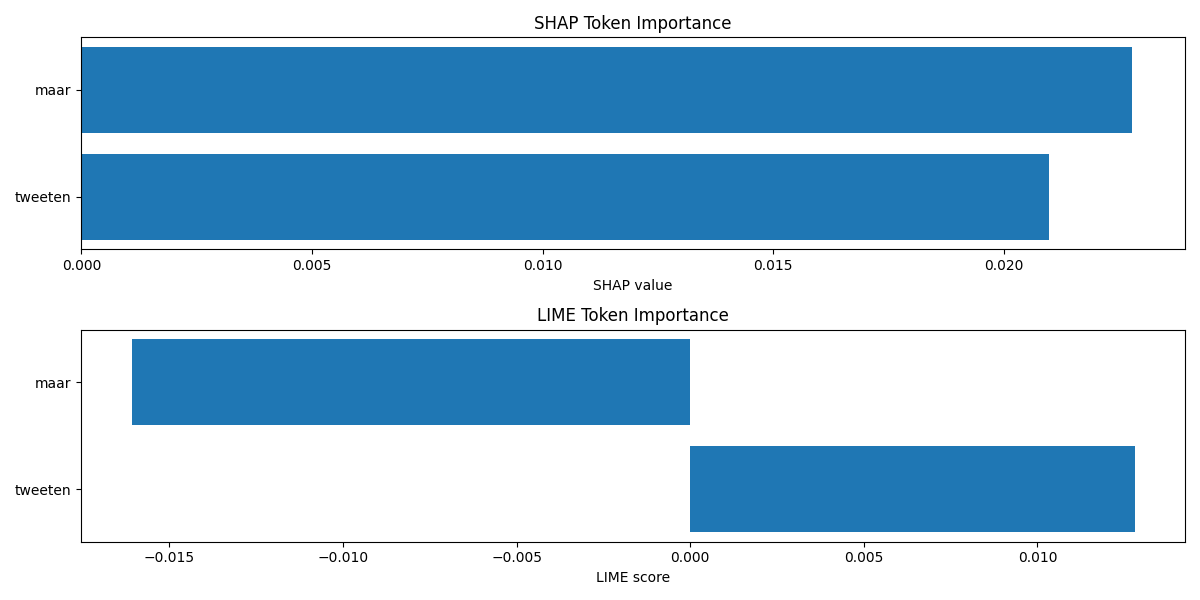 SHAP Token Importance
maar
tweeten
0.000 0.005 0.010 0.015 0.020
SHAP value
LIME Token Importance
maar
tweeten
−0.015 −0.010 −0.005 0.000 0.005 0.010
LIME score